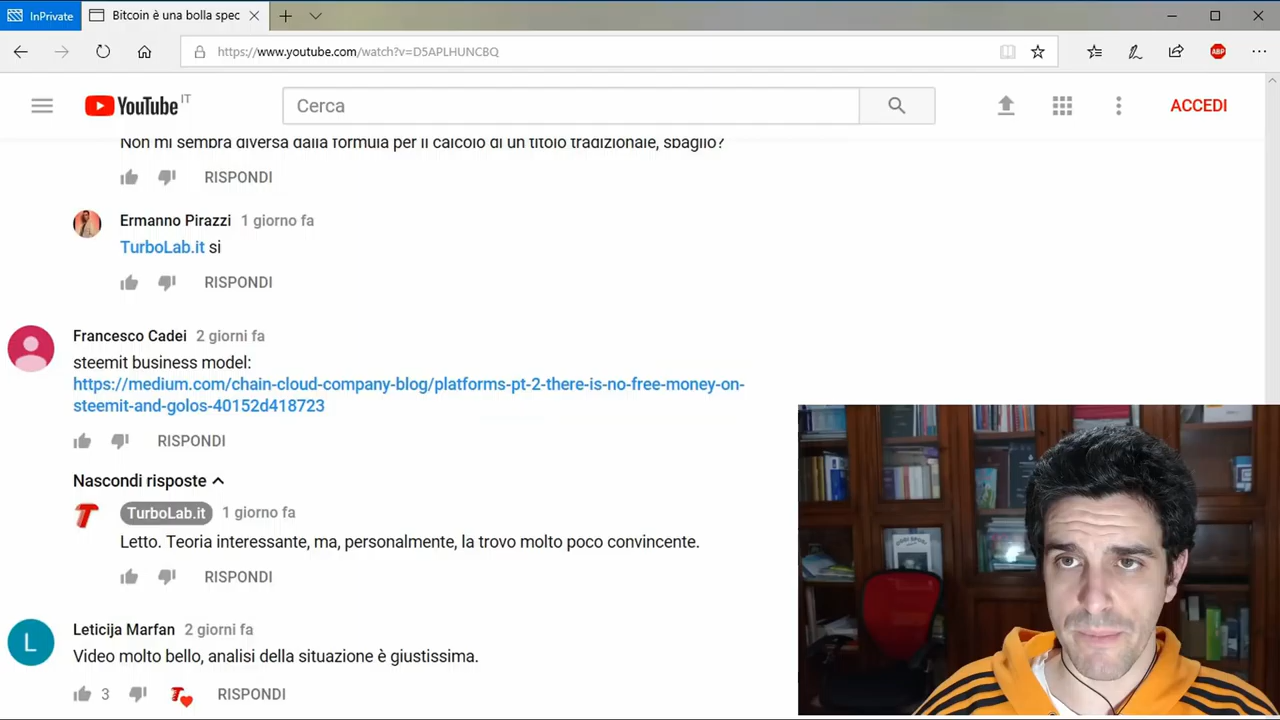 InPrivate
Bitcoin è una bolla spec
https://www.youtube.com/watch?v=D5APLHUNCBQ
ABP
YouTube IT
Cerca
ACCEDI
Non mi sembra diversa dalla formula per il calcolo di un titolo tradizionale, sbaglio?
RISPONDI
Ermanno Pirazzi 1 giorno fa
TurboLab.it si
RISPONDI
Francesco Cadei 2 giorni fa
steemit business model:
https://medium.com/chain-cloud-company-blog/platforms-pt-2-there-is-no-free-money-on-
steemit-and-golos-40152d418723
RISPONDI
Nascondi risposte
TurboLab.it 1 giorno fa
Letto. Teoria interessante, ma, personalmente, la trovo molto poco convincente.
RISPONDI
L
Leticija Marfan 2 giorni fa
Video molto bello, analisi della situazione è giustissima.
3 RISPONDI